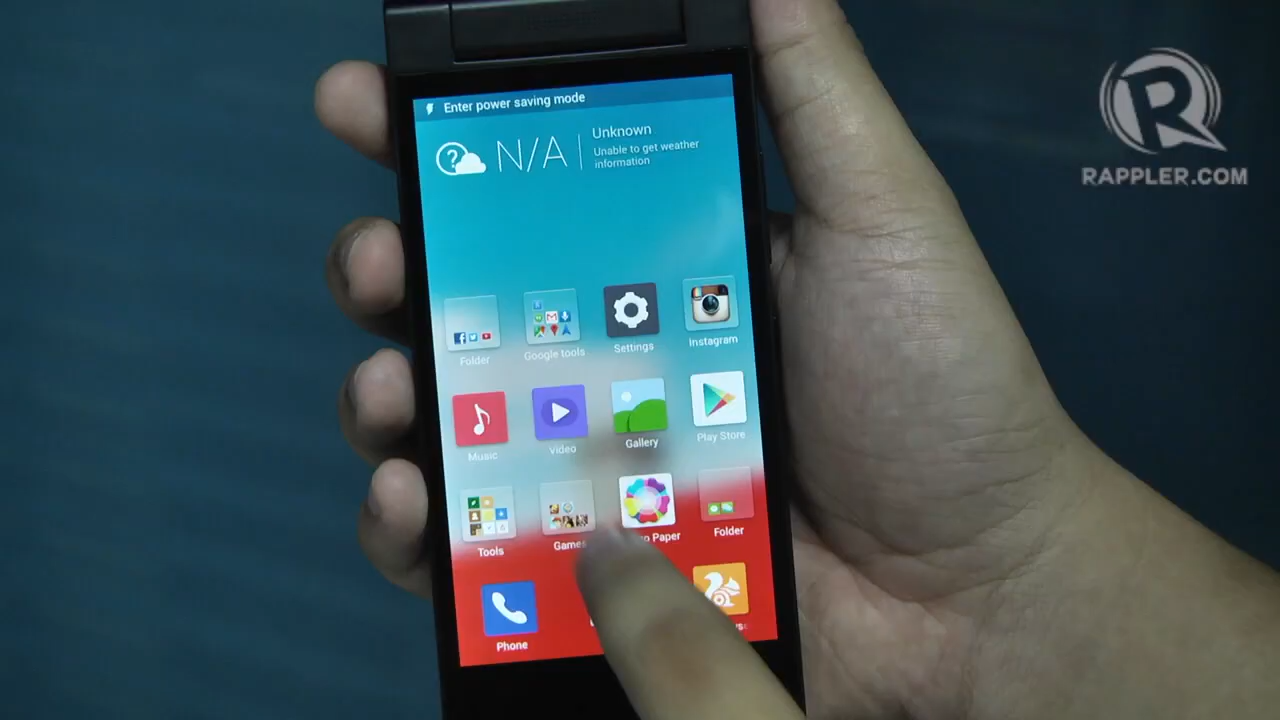 RAPPLER.COM
Enter power saving mode
N/A
Unknown
Unable to get weather
information
Folder
Google tools
Settings
Instagram
Music
Video
Gallery
Play Store
Tools
Games
Paper
Folder
Phone